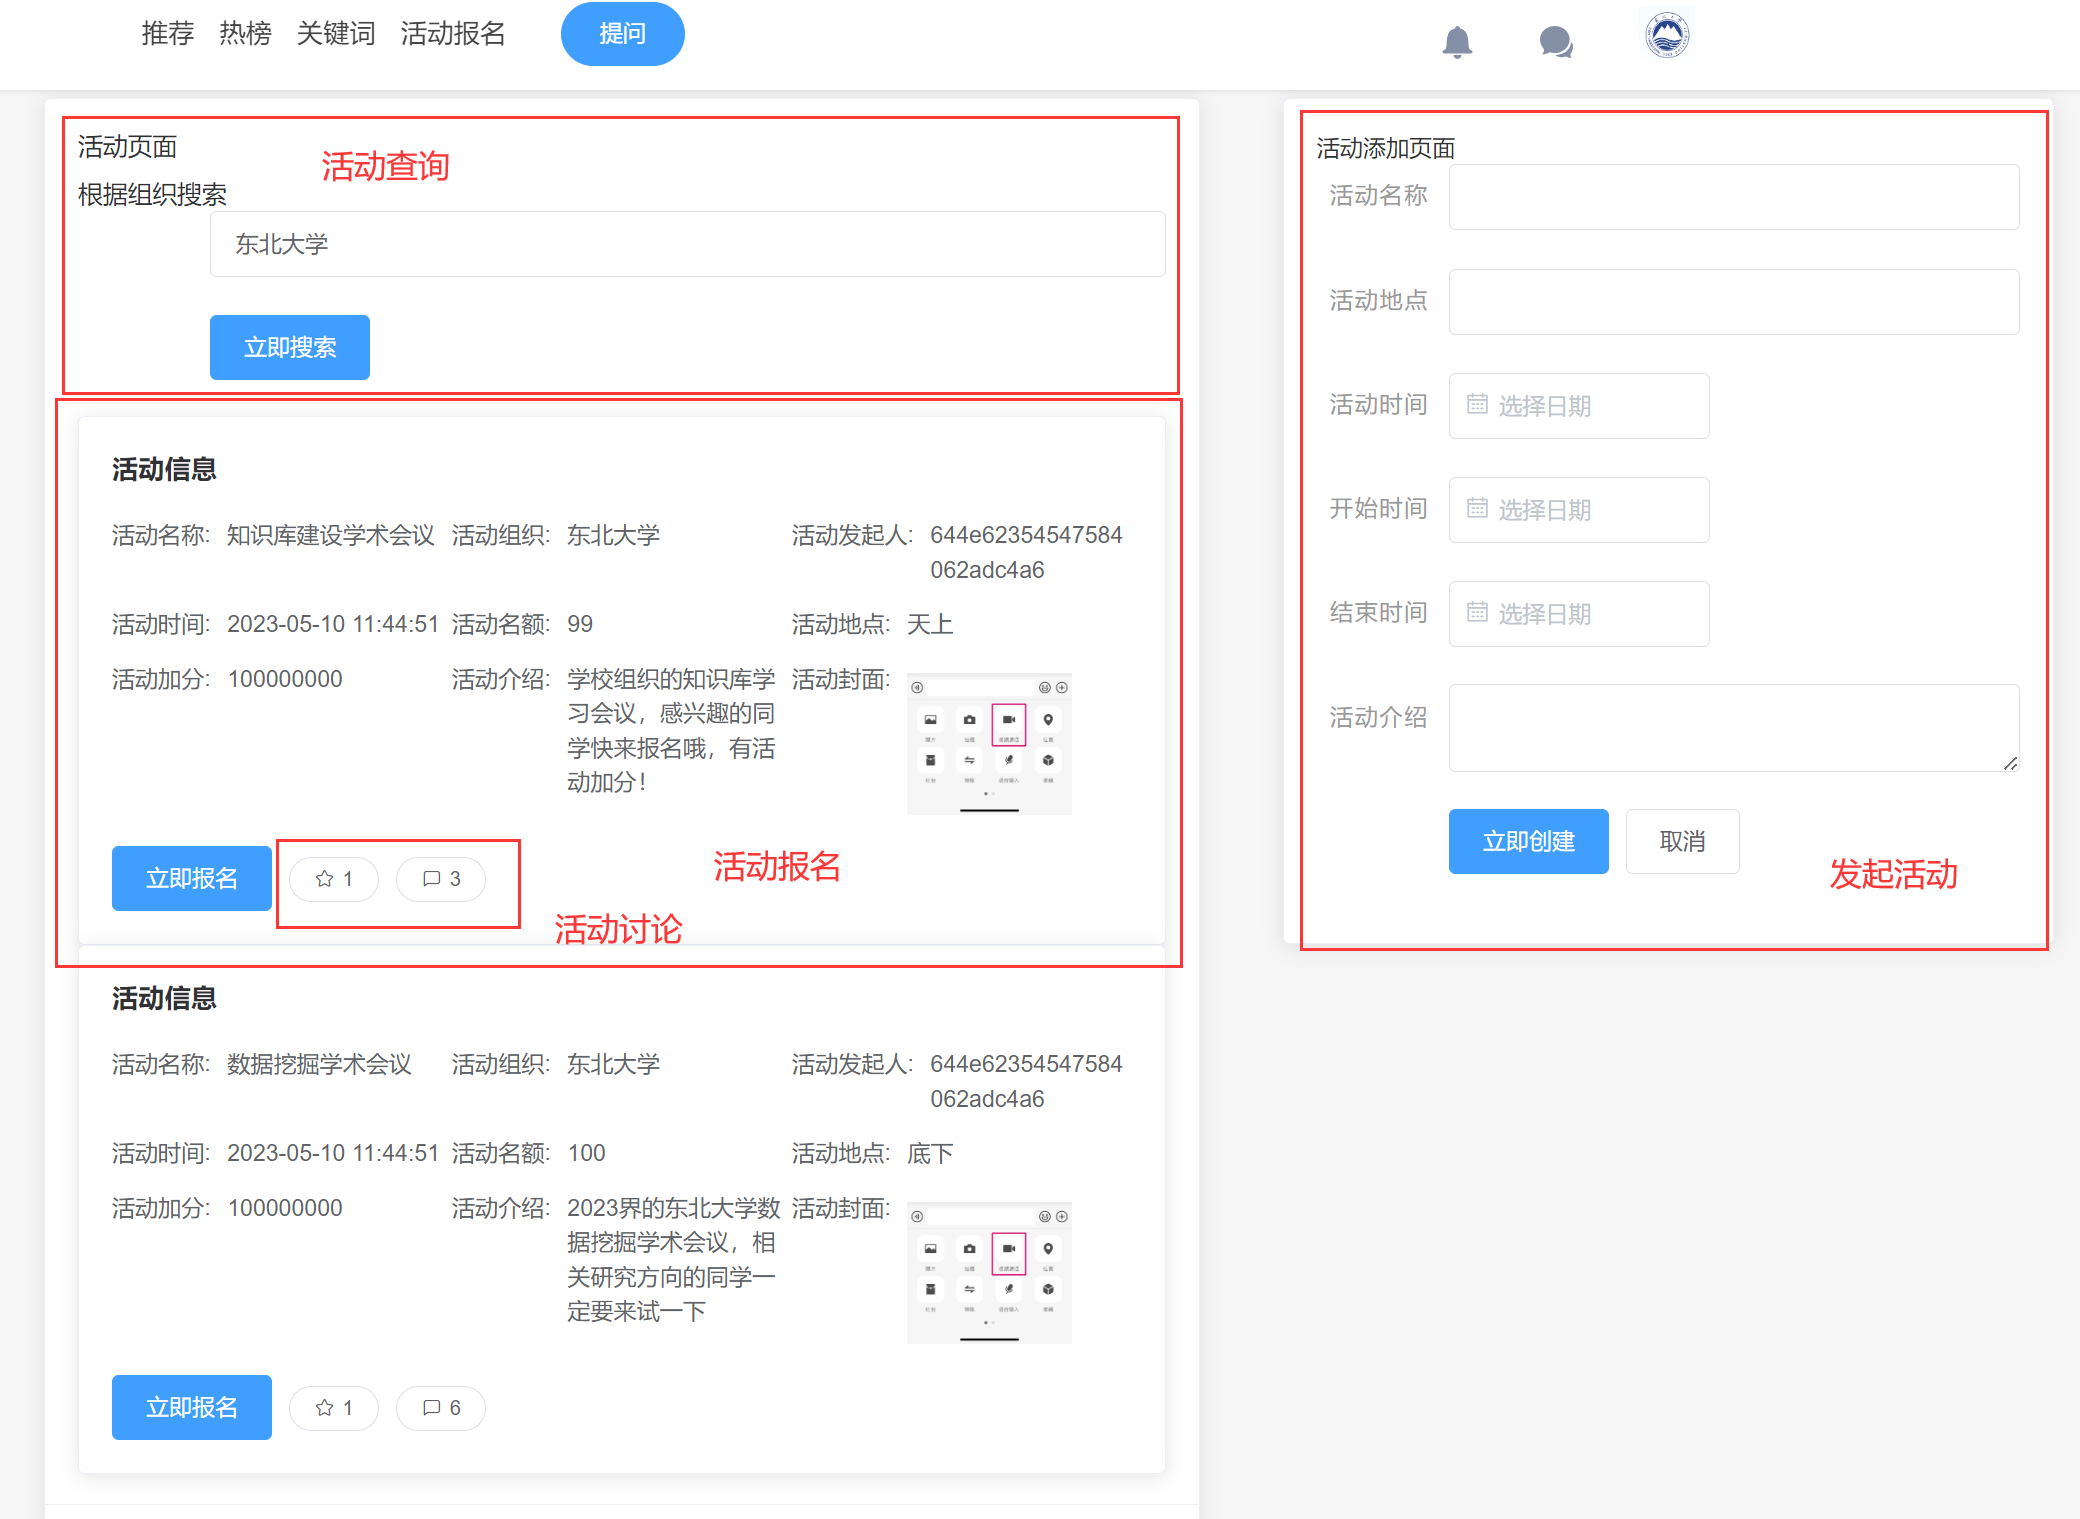 推荐 热榜 关键词 活动报名 提问
活动页面
活动查询
根据组织搜索
东北大学
立即搜索
活动信息
活动名称: 知识库建设学术会议 活动组织: 东北大学 活动发起人: 644e62354547584
062adc4a6
活动时间: 2023-05-10 11:44:51 活动名额: 99 活动地点: 天上
活动加分: 100000000 活动介绍: 学校组织的知识库学 活动封面:
习会议，感兴趣的同
学快来报名哦，有活
动加分！
立即报名 1 3
活动报名
活动讨论
活动信息
活动名称: 数据挖掘学术会议 活动组织: 东北大学 活动发起人: 644e62354547584
062adc4a6
活动时间: 2023-05-10 11:44:51 活动名额: 100 活动地点: 底下
活动加分: 100000000 活动介绍: 2023界的东北大学数 活动封面:
据挖掘学术会议，相
关研究方向的同学一
定要来试一下
立即报名 1 6
活动添加页面
活动名称
活动地点
活动时间 选择日期
开始时间 选择日期
结束时间 选择日期
活动介绍
立即创建 取消
发起活动